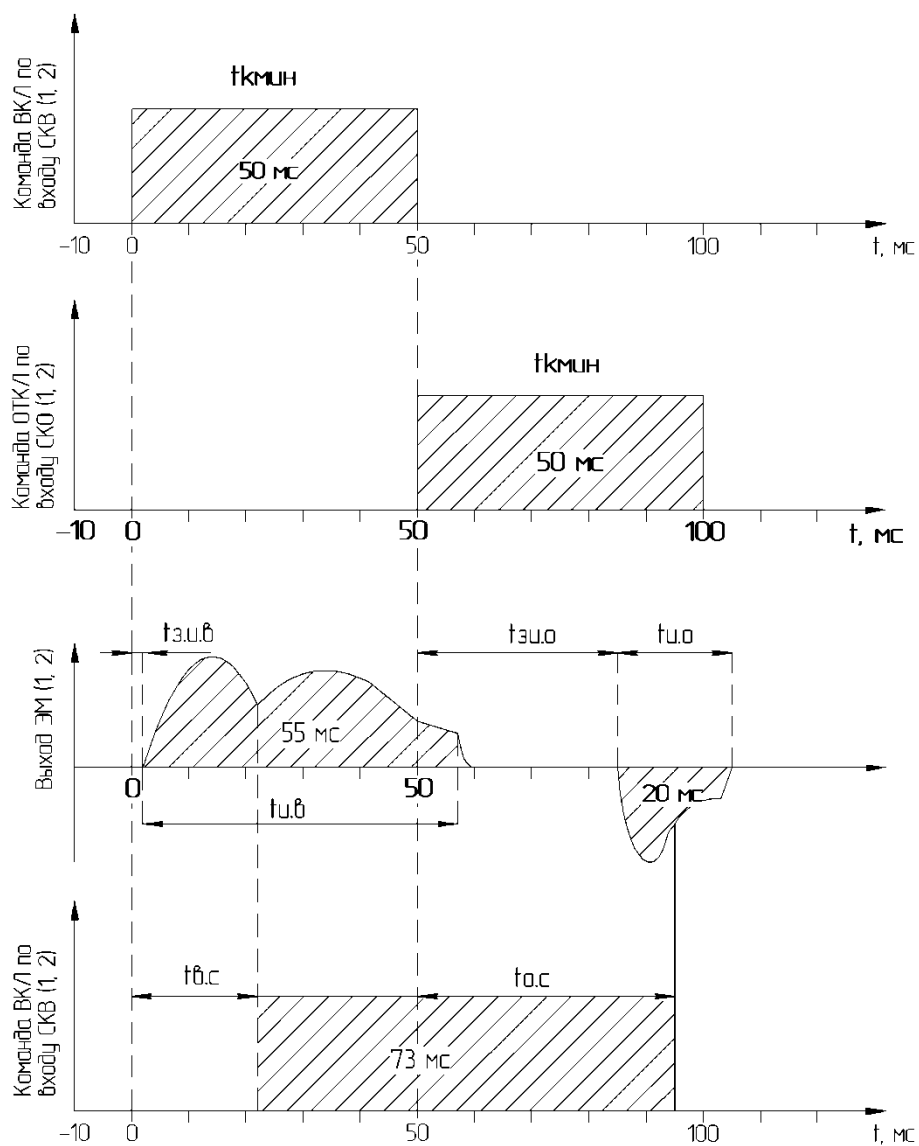 Команда ВКЛ по
входу СКВ (1, 2)
tкмин
50 мс
-10 0 50 100 t, мс
Команда ОТКЛ по
входу СКО (1, 2)
tкмин
50 мс
-10 0 50 100 t, мс
Выход ЭМ (1, 2)
tз.и.в tзи.о tи.о
55 мс
0 50
20 мс
tи.в
Команда ВКЛ по
входу СКВ (1, 2)
tв.с tо.с
73 мс
-10 0 50 100 t, мс